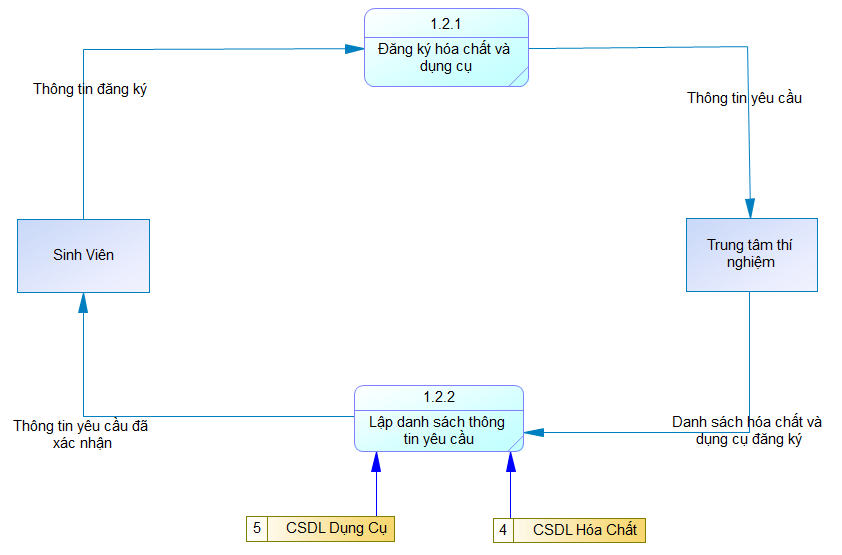 1.2.1
Đăng ký hóa chất và
dụng cụ
Thông tin đăng ký
Thông tin yêu cầu
Sinh Viên
Trung tâm thí
nghiệm
1.2.2
Lập danh sách thông
tin yêu cầu
Thông tin yêu cầu đã
xác nhận
Danh sách hóa chất và
dụng cụ đăng ký
5 CSDL Dụng Cụ
4 CSDL Hóa Chất